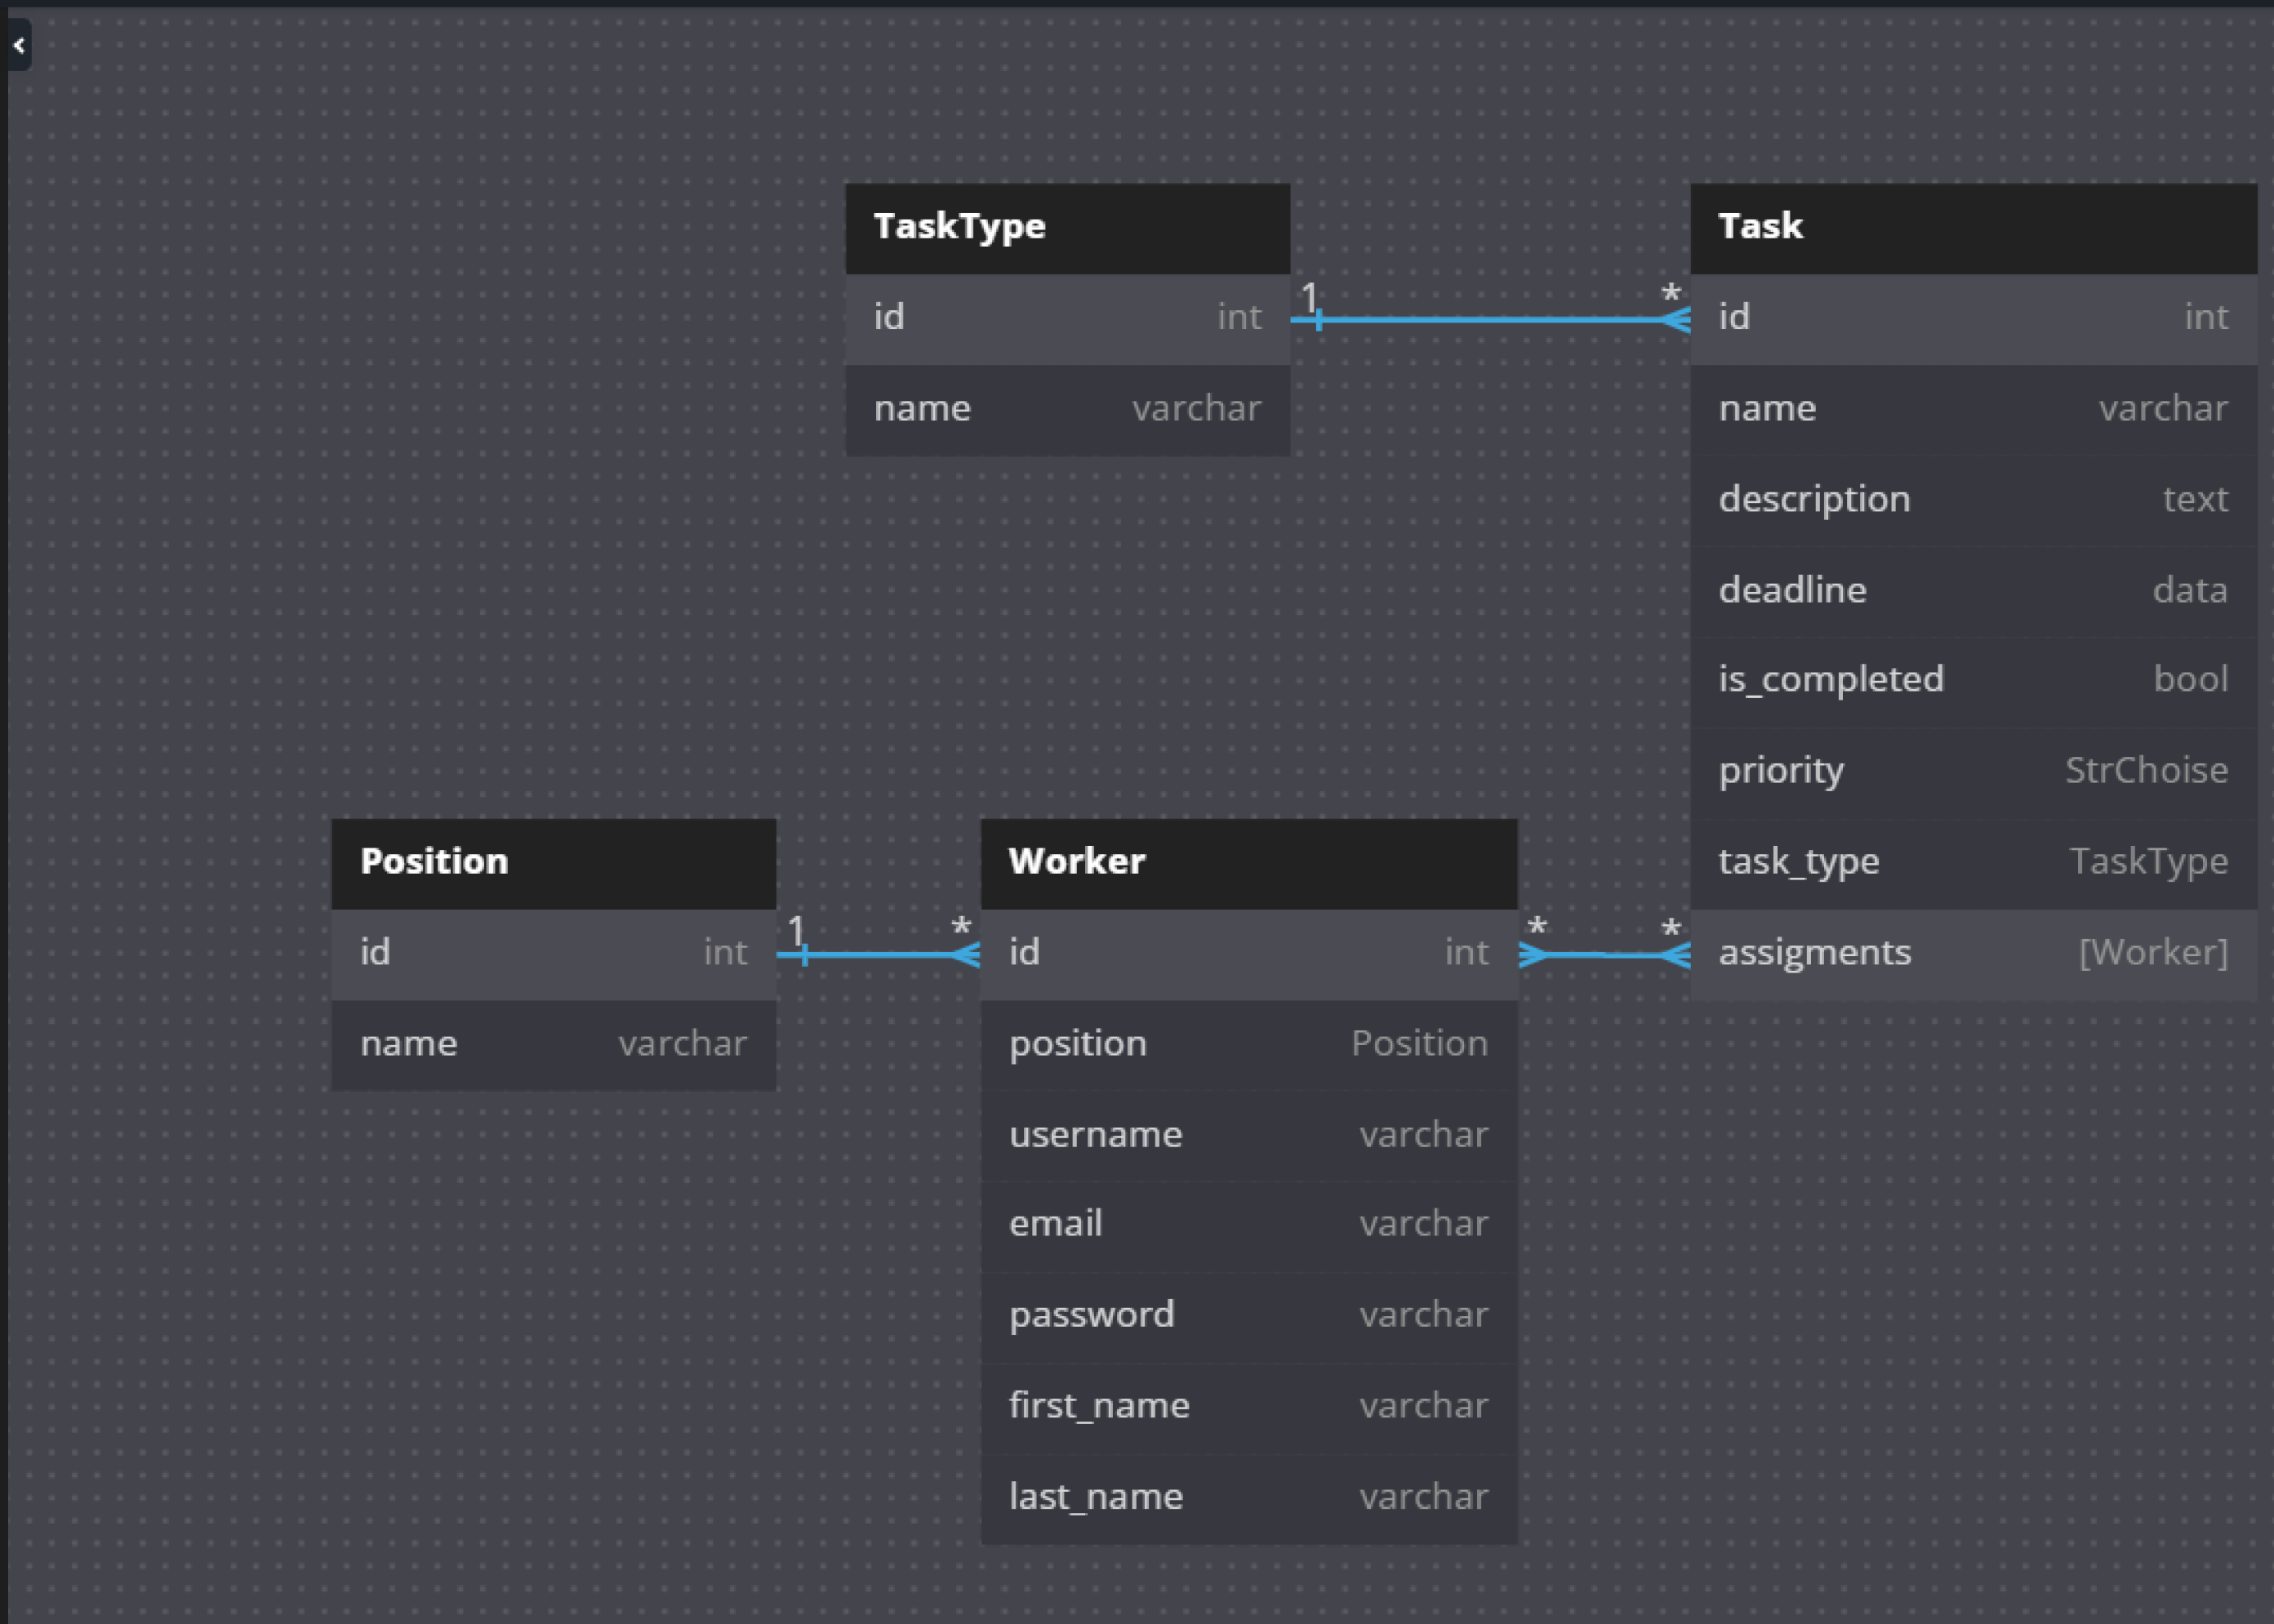 TaskType
id int
name varchar
1 *
Task
id int
name varchar
description text
deadline data
is_completed bool
priority StrChoise
task_type TaskType
assigments [Worker]
Position
id int
name varchar
1 *
Worker
id int
position Position
username varchar
email varchar
password varchar
first_name varchar
last_name varchar
* *